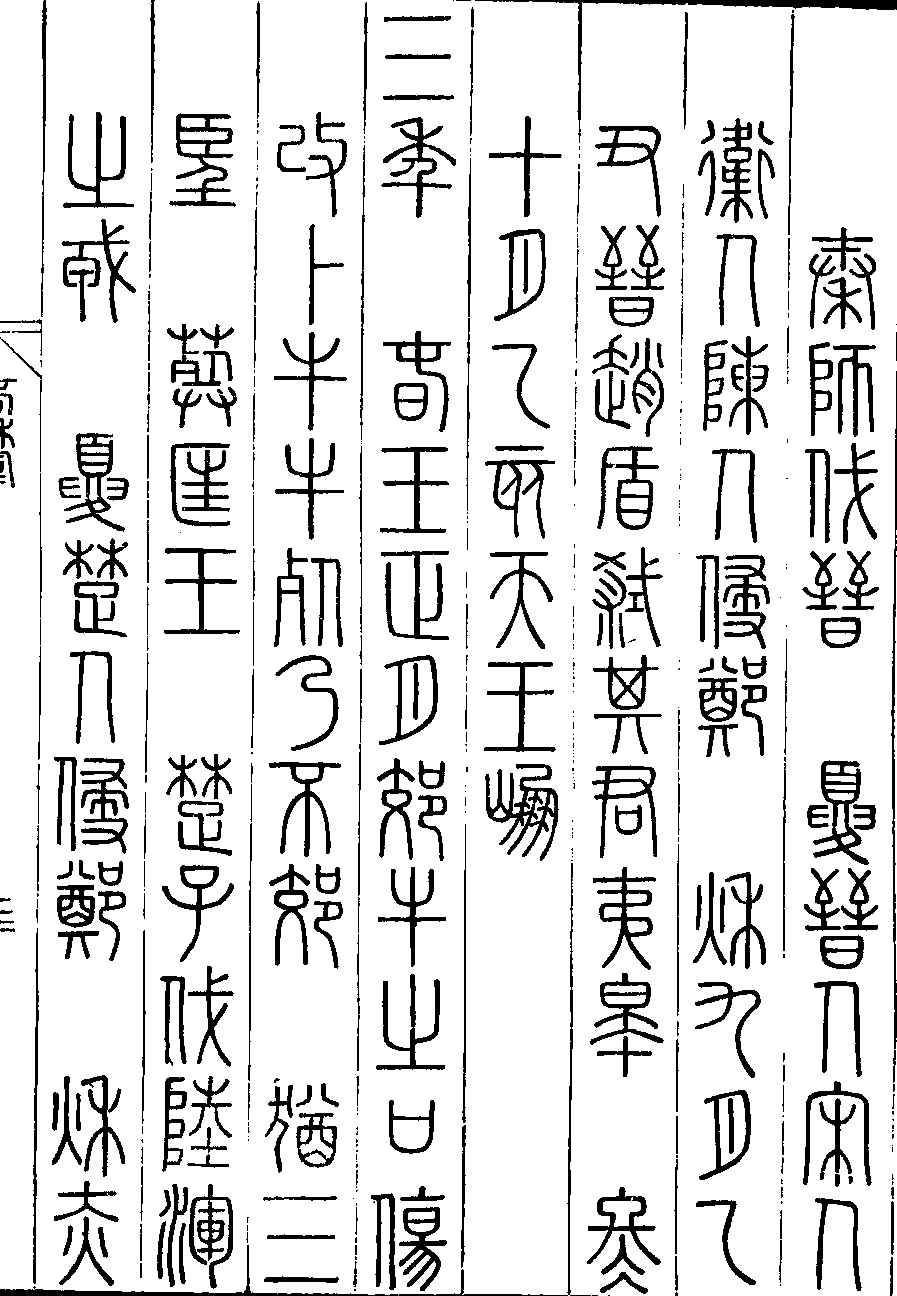 秦師伐晉　夏晉人宋人
衛人陳人侵鄭　秋九月乙
丑晉趙盾弒其君夷皋　冬
十月乙亥天王崩
三年　春王正月郊牛之口傷
改卜牛牛死乃不郊　猶三
望　葬匡王　楚子伐陸渾
之戎　夏楚人侵鄭　秋赤